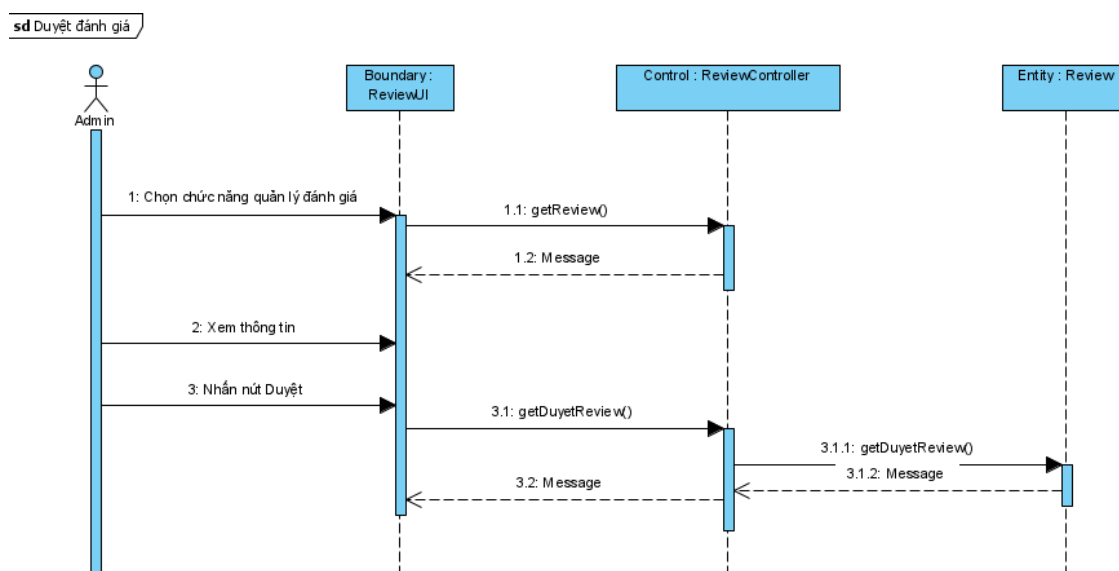 sd Duyệt đánh giá
Admin
Boundary :
ReviewUI
Control : ReviewController
Entity : Review
1: Chọn chức năng quản lý đánh giá
1.1: getReview()
1.2: Message
2: Xem thông tin
3: Nhấn nút Duyệt
3.1: getDuyetReview()
3.1.1: getDuyetReview()
3.1.2: Message
3.2: Message